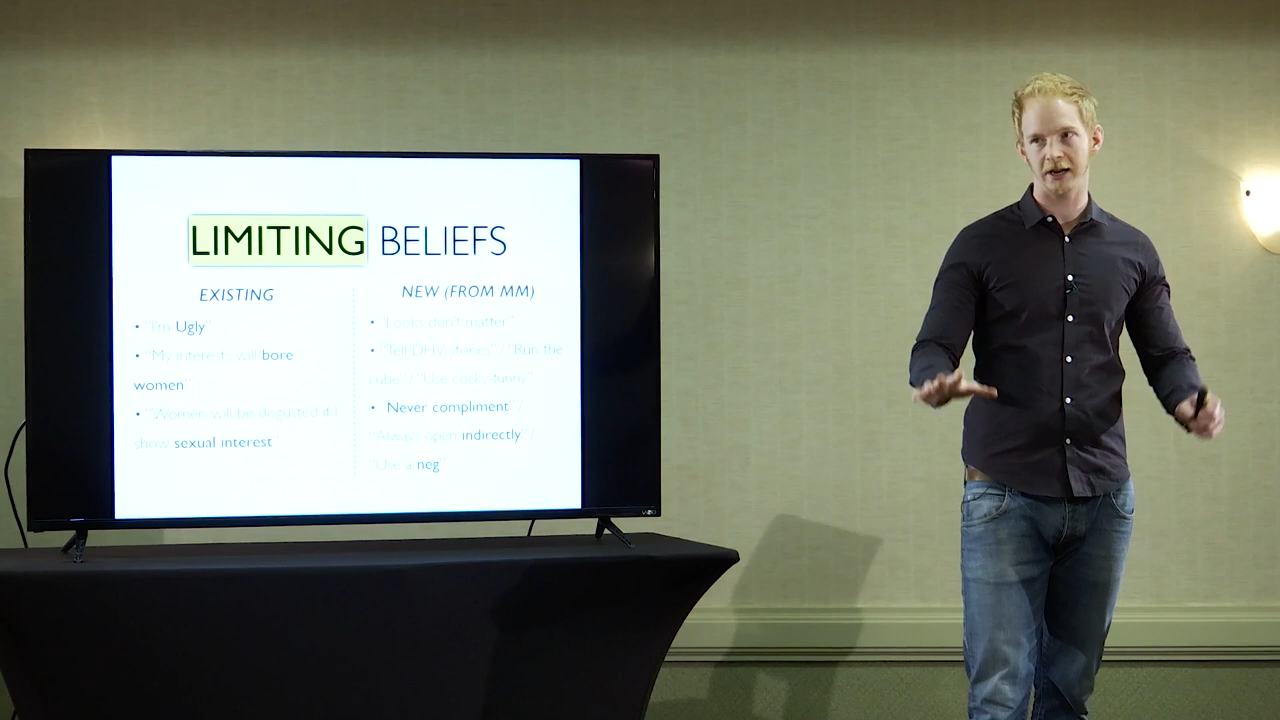 LIMITING BELIEFS
EXISTING
• "I'm Ugly"
• "My interests will bore
women"
• "Women will be disgusted if I
show sexual interest
NEW (FROM MM)
• "Looks don't matter"
• "Tell DHV stories" / "Run the
cube" / "Use cocky-funny"
• "Never compliment" /
"Always open indirectly" /
"Use a neg"
VIZIO